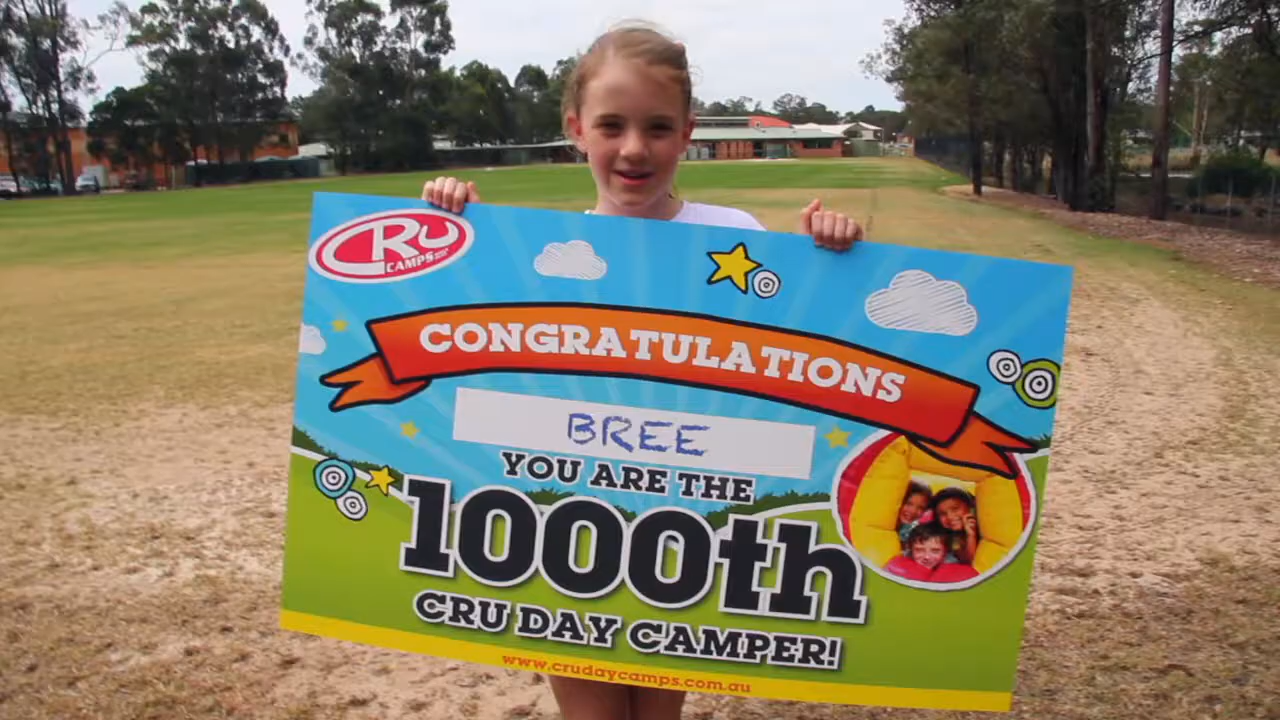 CRU
CAMPS
CONGRATULATIONS
BREE
YOU ARE THE
1000th
CRU DAY CAMPER!
www.crudaycamps.com.au